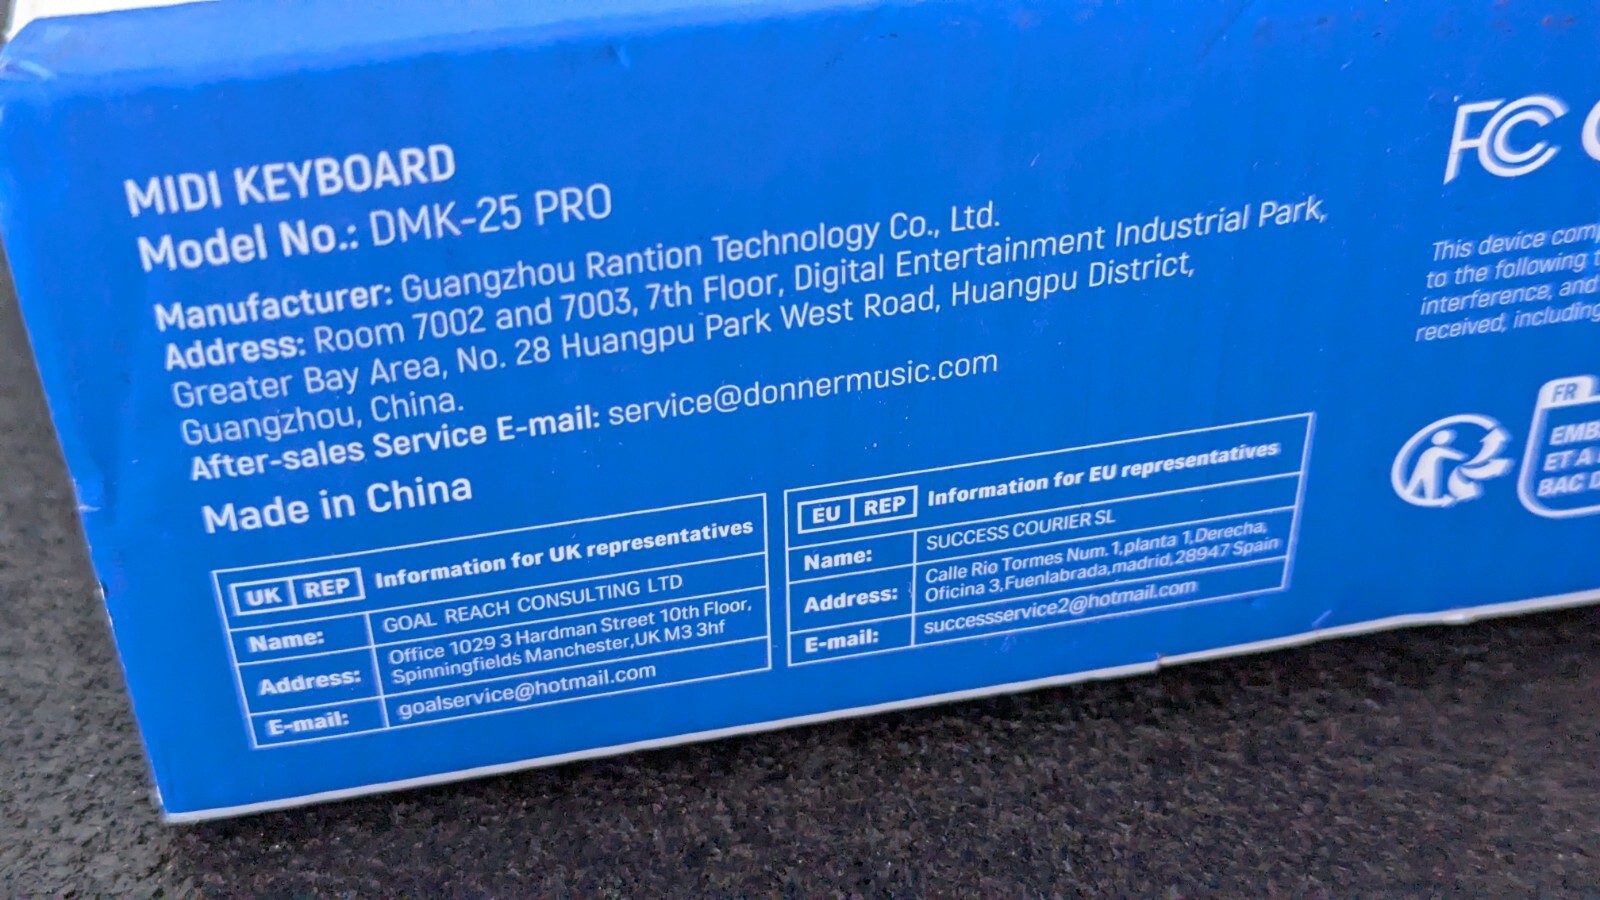 MIDI KEYBOARD
Model No.: DMK-25 PRO
Manufacturer: Guangzhou Rantion Technology Co., Ltd.
Address: Room 7002 and 7003, 7th Floor, Digital Entertainment Industrial Park,
Greater Bay Area, No. 28 Huangpu Park West Road, Huangpu District,
Guangzhou, China.
After-sales Service E-mail: service@donnermusic.com
Made in China
UK REP Information for UK representatives
Name: GOAL REACH CONSULTING LTD
Address: Office 1029 3 Hardman Street 10th Floor,
Spinningfields Manchester,UK M3 3hf
E-mail: goalservice@hotmail.com
EU REP Information for EU representatives
Name: SUCCESS COURIER SL
Address: Calle Rio Tormes Num. 1,planta 1,Derecha,
Oficina 3,Fuenlabrada,madrid,28947 Spain
E-mail: successservice2@hotmail.com
FC
This device
to the following
interference, and
received, including
FR
ET A
BAC